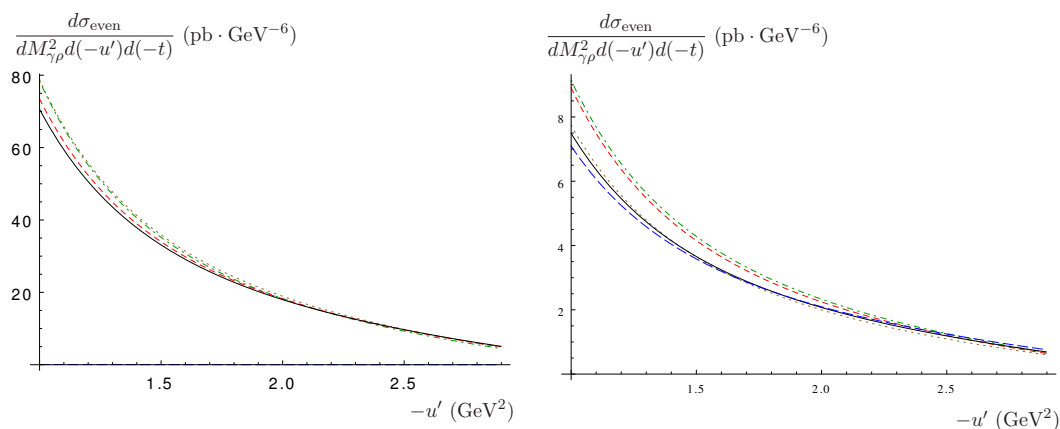 dσ_even
dM²_γρ d(−u′)d(−t) (pb · GeV⁻⁶)
80
60
40
20
1.5 2.0 2.5
−u′ (GeV²)
dσ_even
dM²_γρ d(−u′)d(−t) (pb · GeV⁻⁶)
8
6
4
2
1.5 2.0 2.5
−u′ (GeV²)